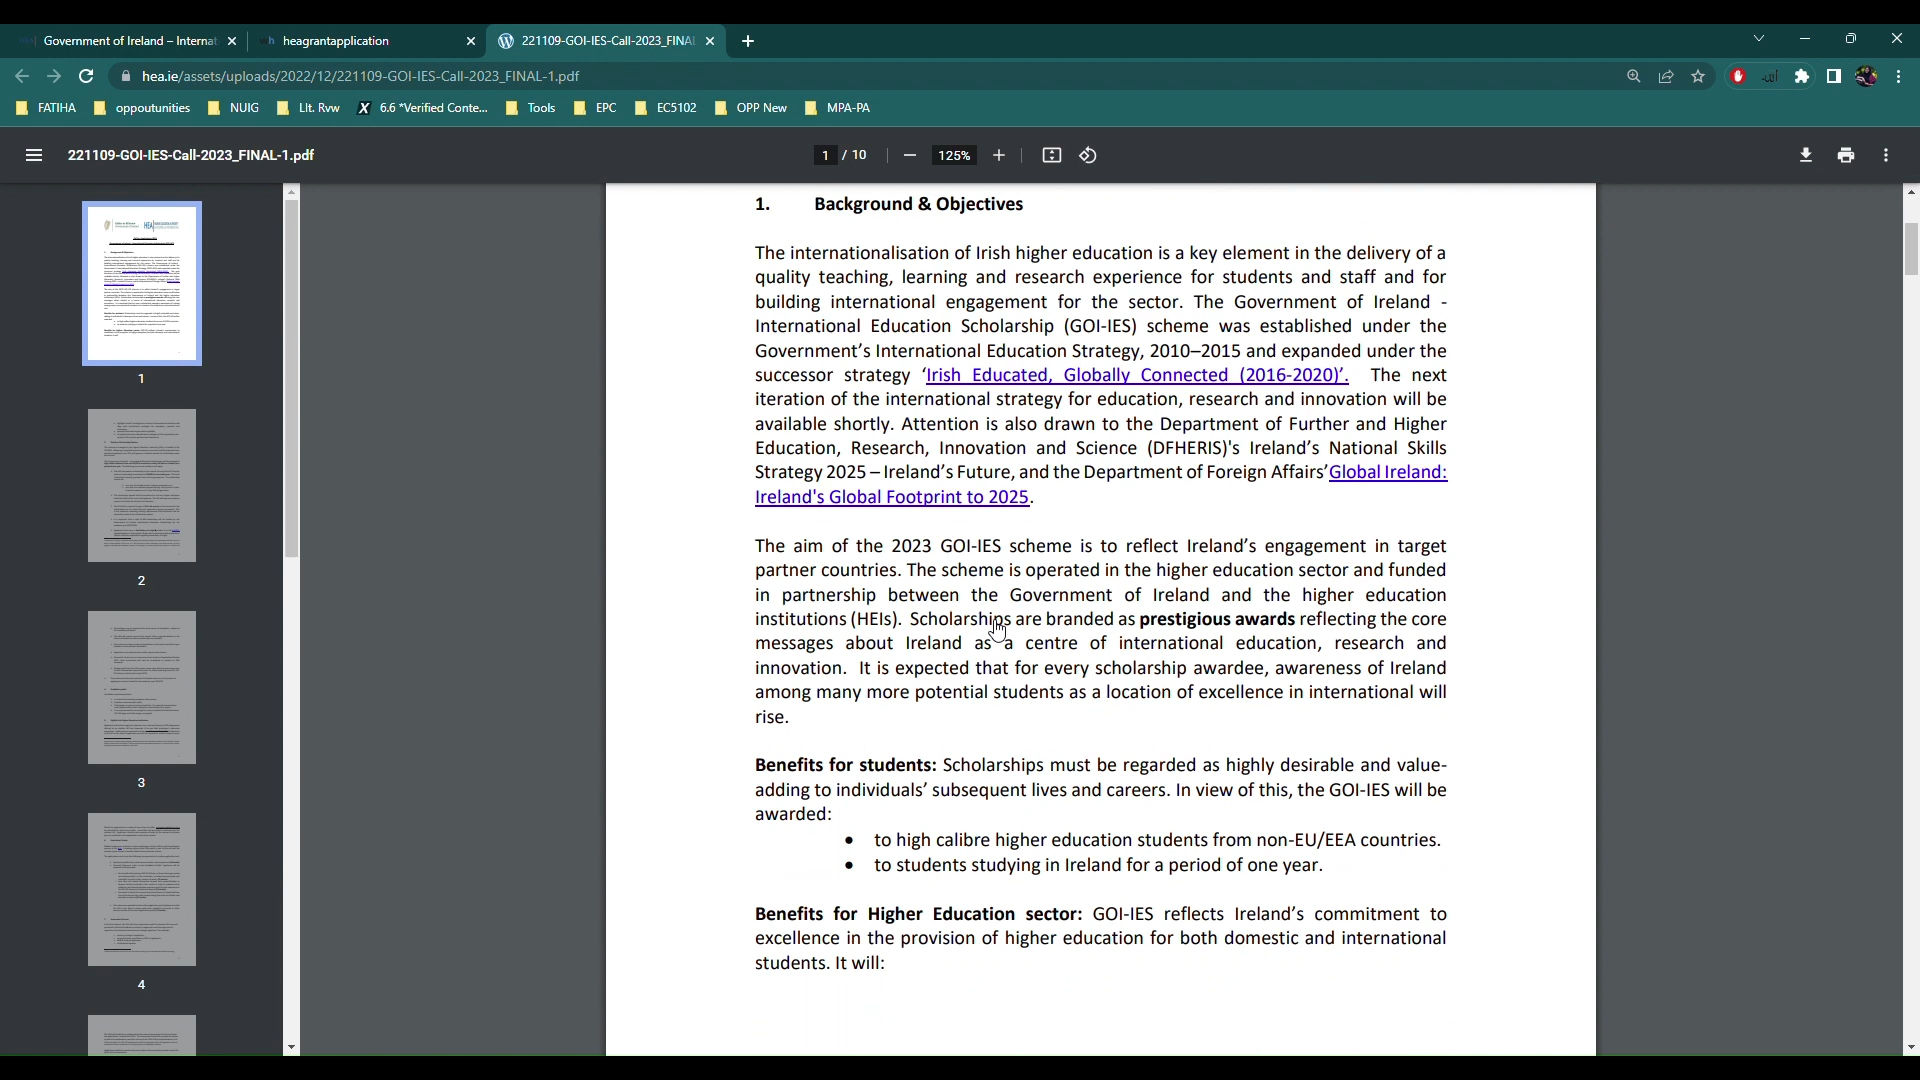 Government of Ireland – Internat
heagrantapplication
221109-GOI-IES-Call-2023_FINAL
hea.ie/assets/uploads/2022/12/221109-GOI-IES-Call-2023_FINAL-1.pdf
FATIHA
oppoutunities
NUIG
LIt. Rvw
6.6 *Verified Conte...
Tools
EPC
EC5102
OPP New
MPA-PA
221109-GOI-IES-Call-2023_FINAL-1.pdf
1 / 10
125%
1
2
3
4
1. Background & Objectives
The internationalisation of Irish higher education is a key element in the delivery of a
quality teaching, learning and research experience for students and staff and for
building international engagement for the sector. The Government of Ireland -
International Education Scholarship (GOI-IES) scheme was established under the
Government’s International Education Strategy, 2010–2015 and expanded under the
successor strategy ‘Irish Educated, Globally Connected (2016-2020)’. The next
iteration of the international strategy for education, research and innovation will be
available shortly. Attention is also drawn to the Department of Further and Higher
Education, Research, Innovation and Science (DFHERIS)'s Ireland’s National Skills
Strategy 2025 – Ireland’s Future, and the Department of Foreign Affairs’ Global Ireland:
Ireland's Global Footprint to 2025.
The aim of the 2023 GOI-IES scheme is to reflect Ireland’s engagement in target
partner countries. The scheme is operated in the higher education sector and funded
in partnership between the Government of Ireland and the higher education
institutions (HEIs). Scholarships are branded as prestigious awards reflecting the core
messages about Ireland as a centre of international education, research and
innovation. It is expected that for every scholarship awardee, awareness of Ireland
among many more potential students as a location of excellence in international will
rise.
Benefits for students: Scholarships must be regarded as highly desirable and value-
adding to individuals’ subsequent lives and careers. In view of this, the GOI-IES will be
awarded:
• to high calibre higher education students from non-EU/EEA countries.
• to students studying in Ireland for a period of one year.
Benefits for Higher Education sector: GOI-IES reflects Ireland’s commitment to
excellence in the provision of higher education for both domestic and international
students. It will: